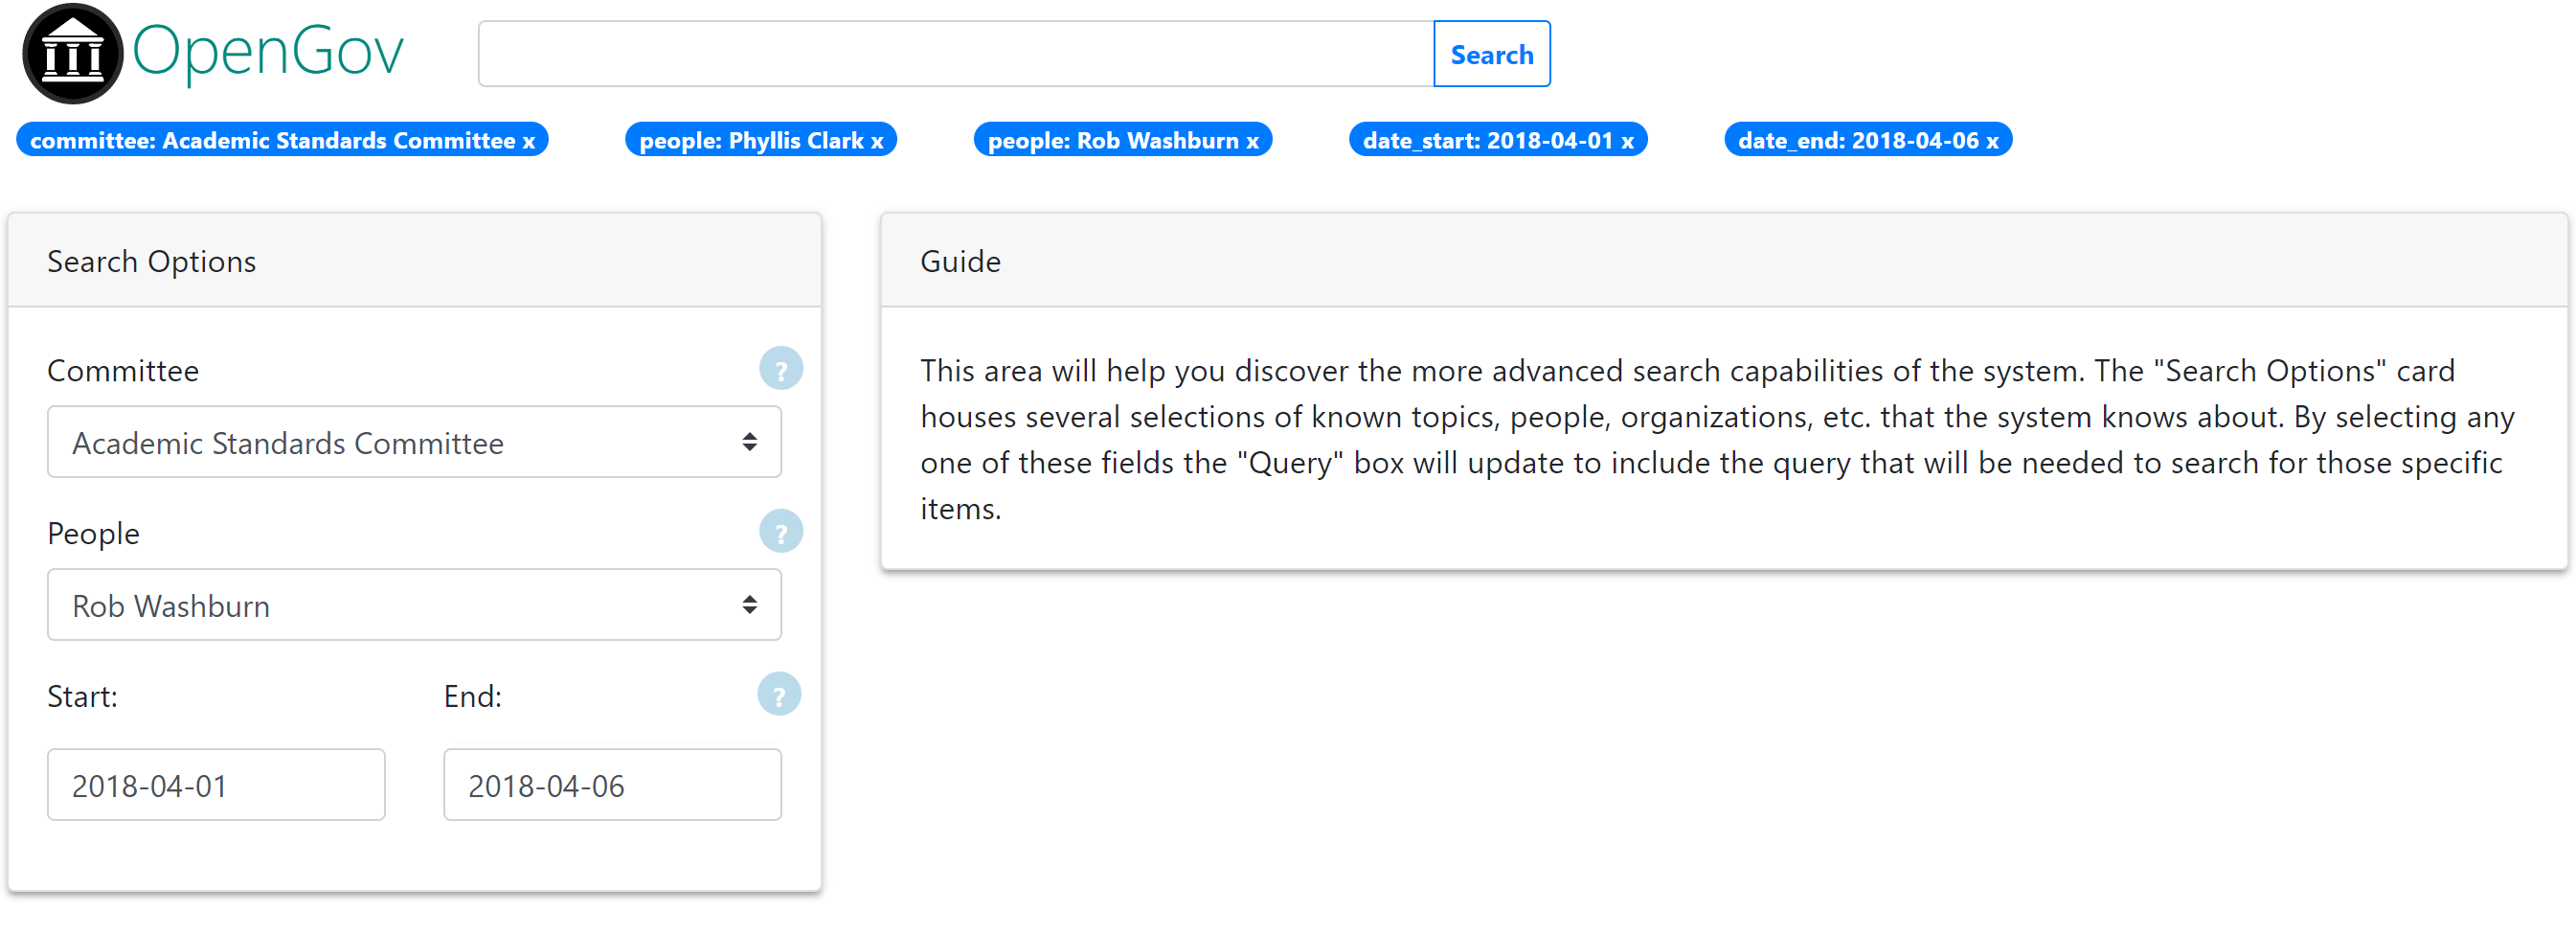 OpenGov
Search
committee: Academic Standards Committee x
people: Phyllis Clark x
people: Rob Washburn x
date_start: 2018-04-01 x
date_end: 2018-04-06 x
Search Options
Committee
?
Academic Standards Committee
People
?
Rob Washburn
Start:
End:
?
2018-04-01
2018-04-06
Guide
This area will help you discover the more advanced search capabilities of the system. The "Search Options" card
houses several selections of known topics, people, organizations, etc. that the system knows about. By selecting any
one of these fields the "Query" box will update to include the query that will be needed to search for those specific
items.